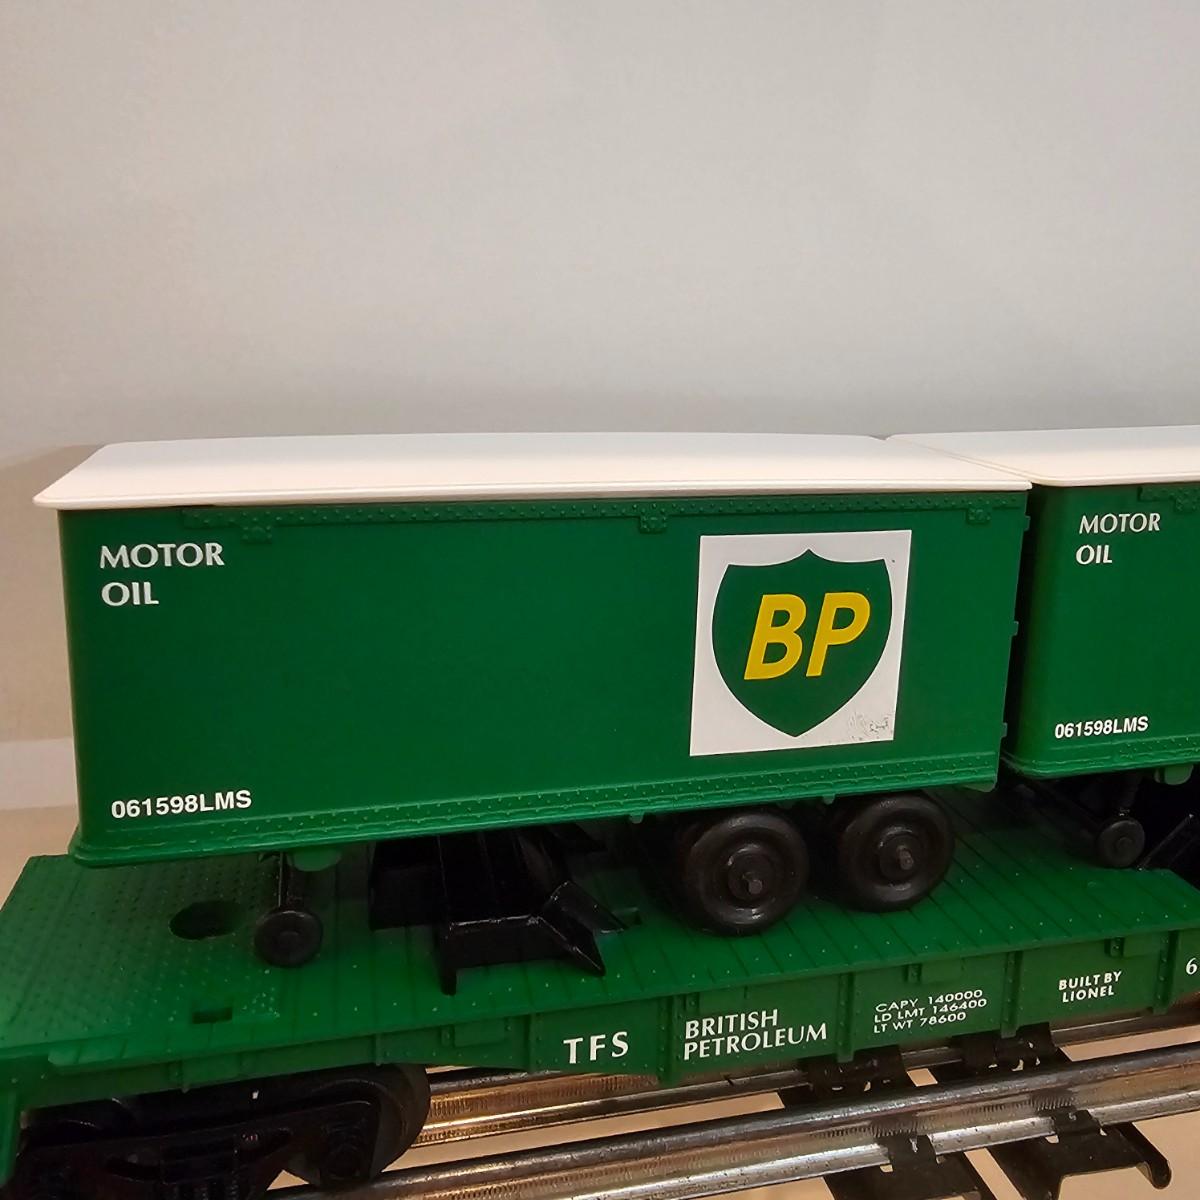 MOTOR
OIL
BP
061598LMS
MOTOR
OIL
061598LMS
TFS
BRITISH
PETROLEUM
CAPY 140000
LD LMT 146400
LT WT 78600
BUILT BY
LIONEL
6